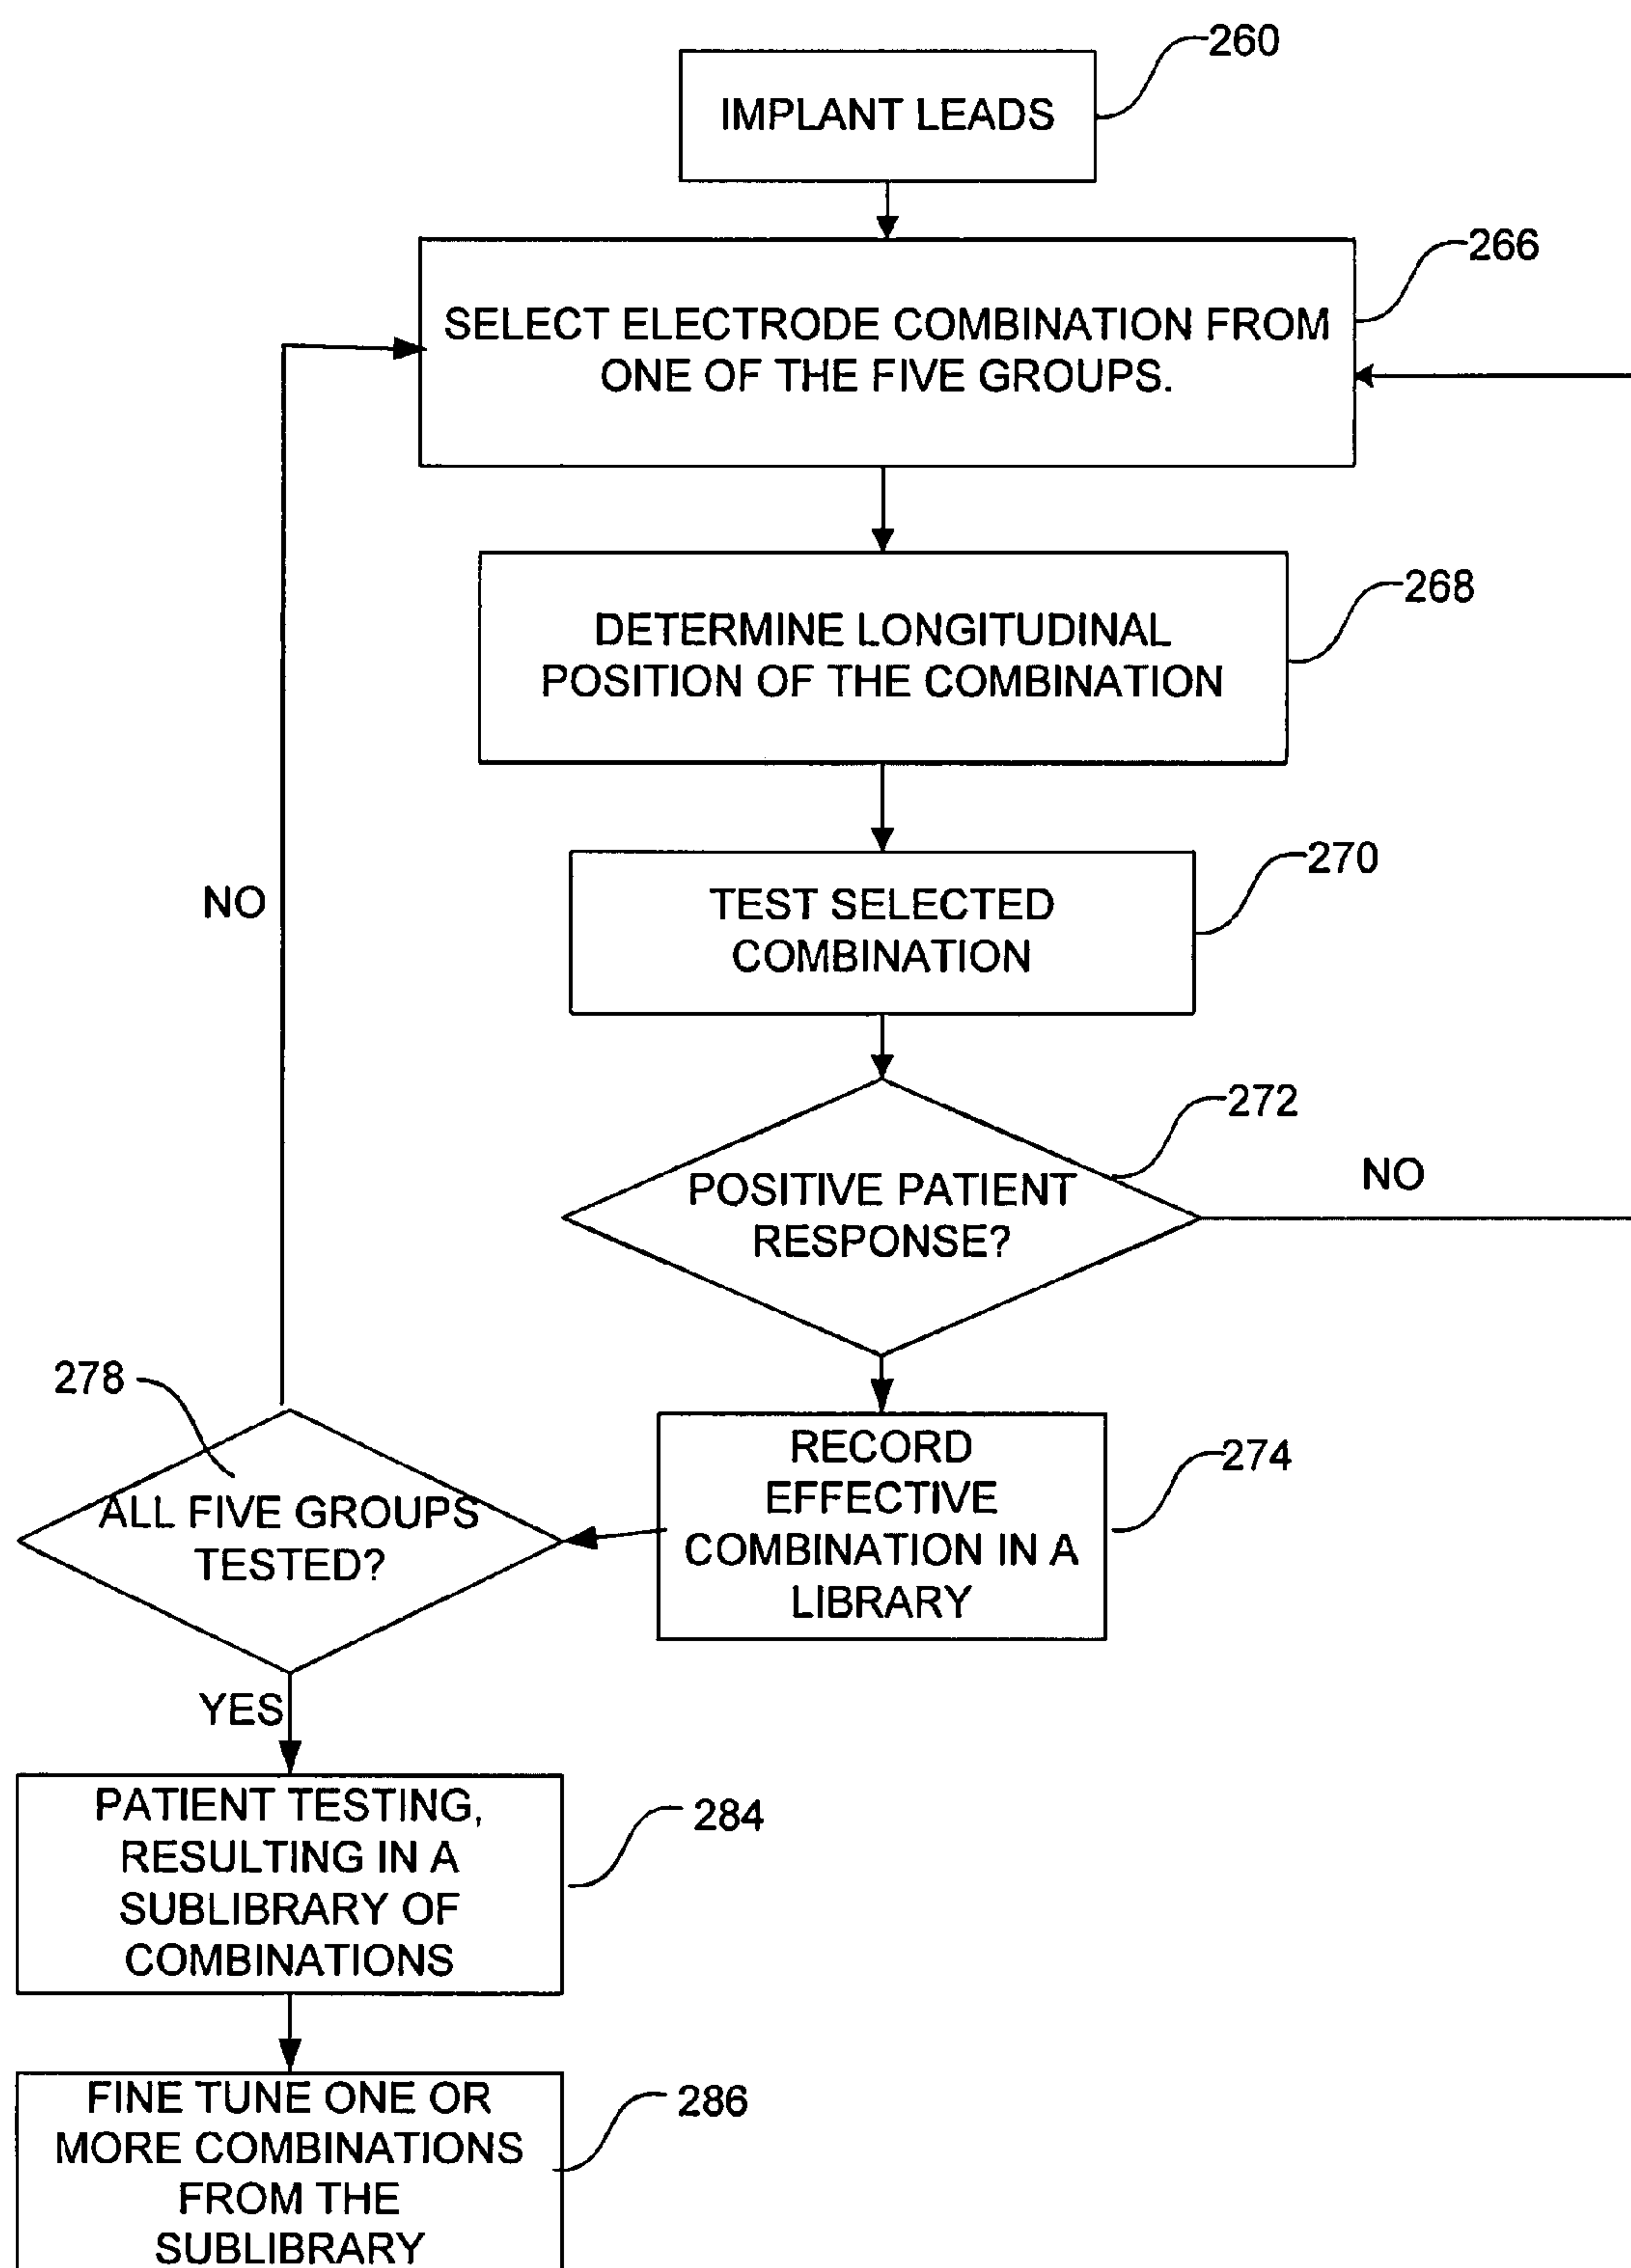 260
IMPLANT LEADS
266
SELECT ELECTRODE COMBINATION FROM
ONE OF THE FIVE GROUPS.
268
DETERMINE LONGITUDINAL
POSITION OF THE COMBINATION
270
NO
TEST SELECTED
COMBINATION
272
POSITIVE PATIENT
RESPONSE?
NO
278
274
RECORD
EFFECTIVE
COMBINATION IN A
LIBRARY
ALL FIVE GROUPS
TESTED?
YES
PATIENT TESTING,
RESULTING IN A
SUBLIBRARY OF
COMBINATIONS
284
FINE TUNE ONE OR
MORE COMBINATIONS
FROM THE
SUBLIBRARY
286